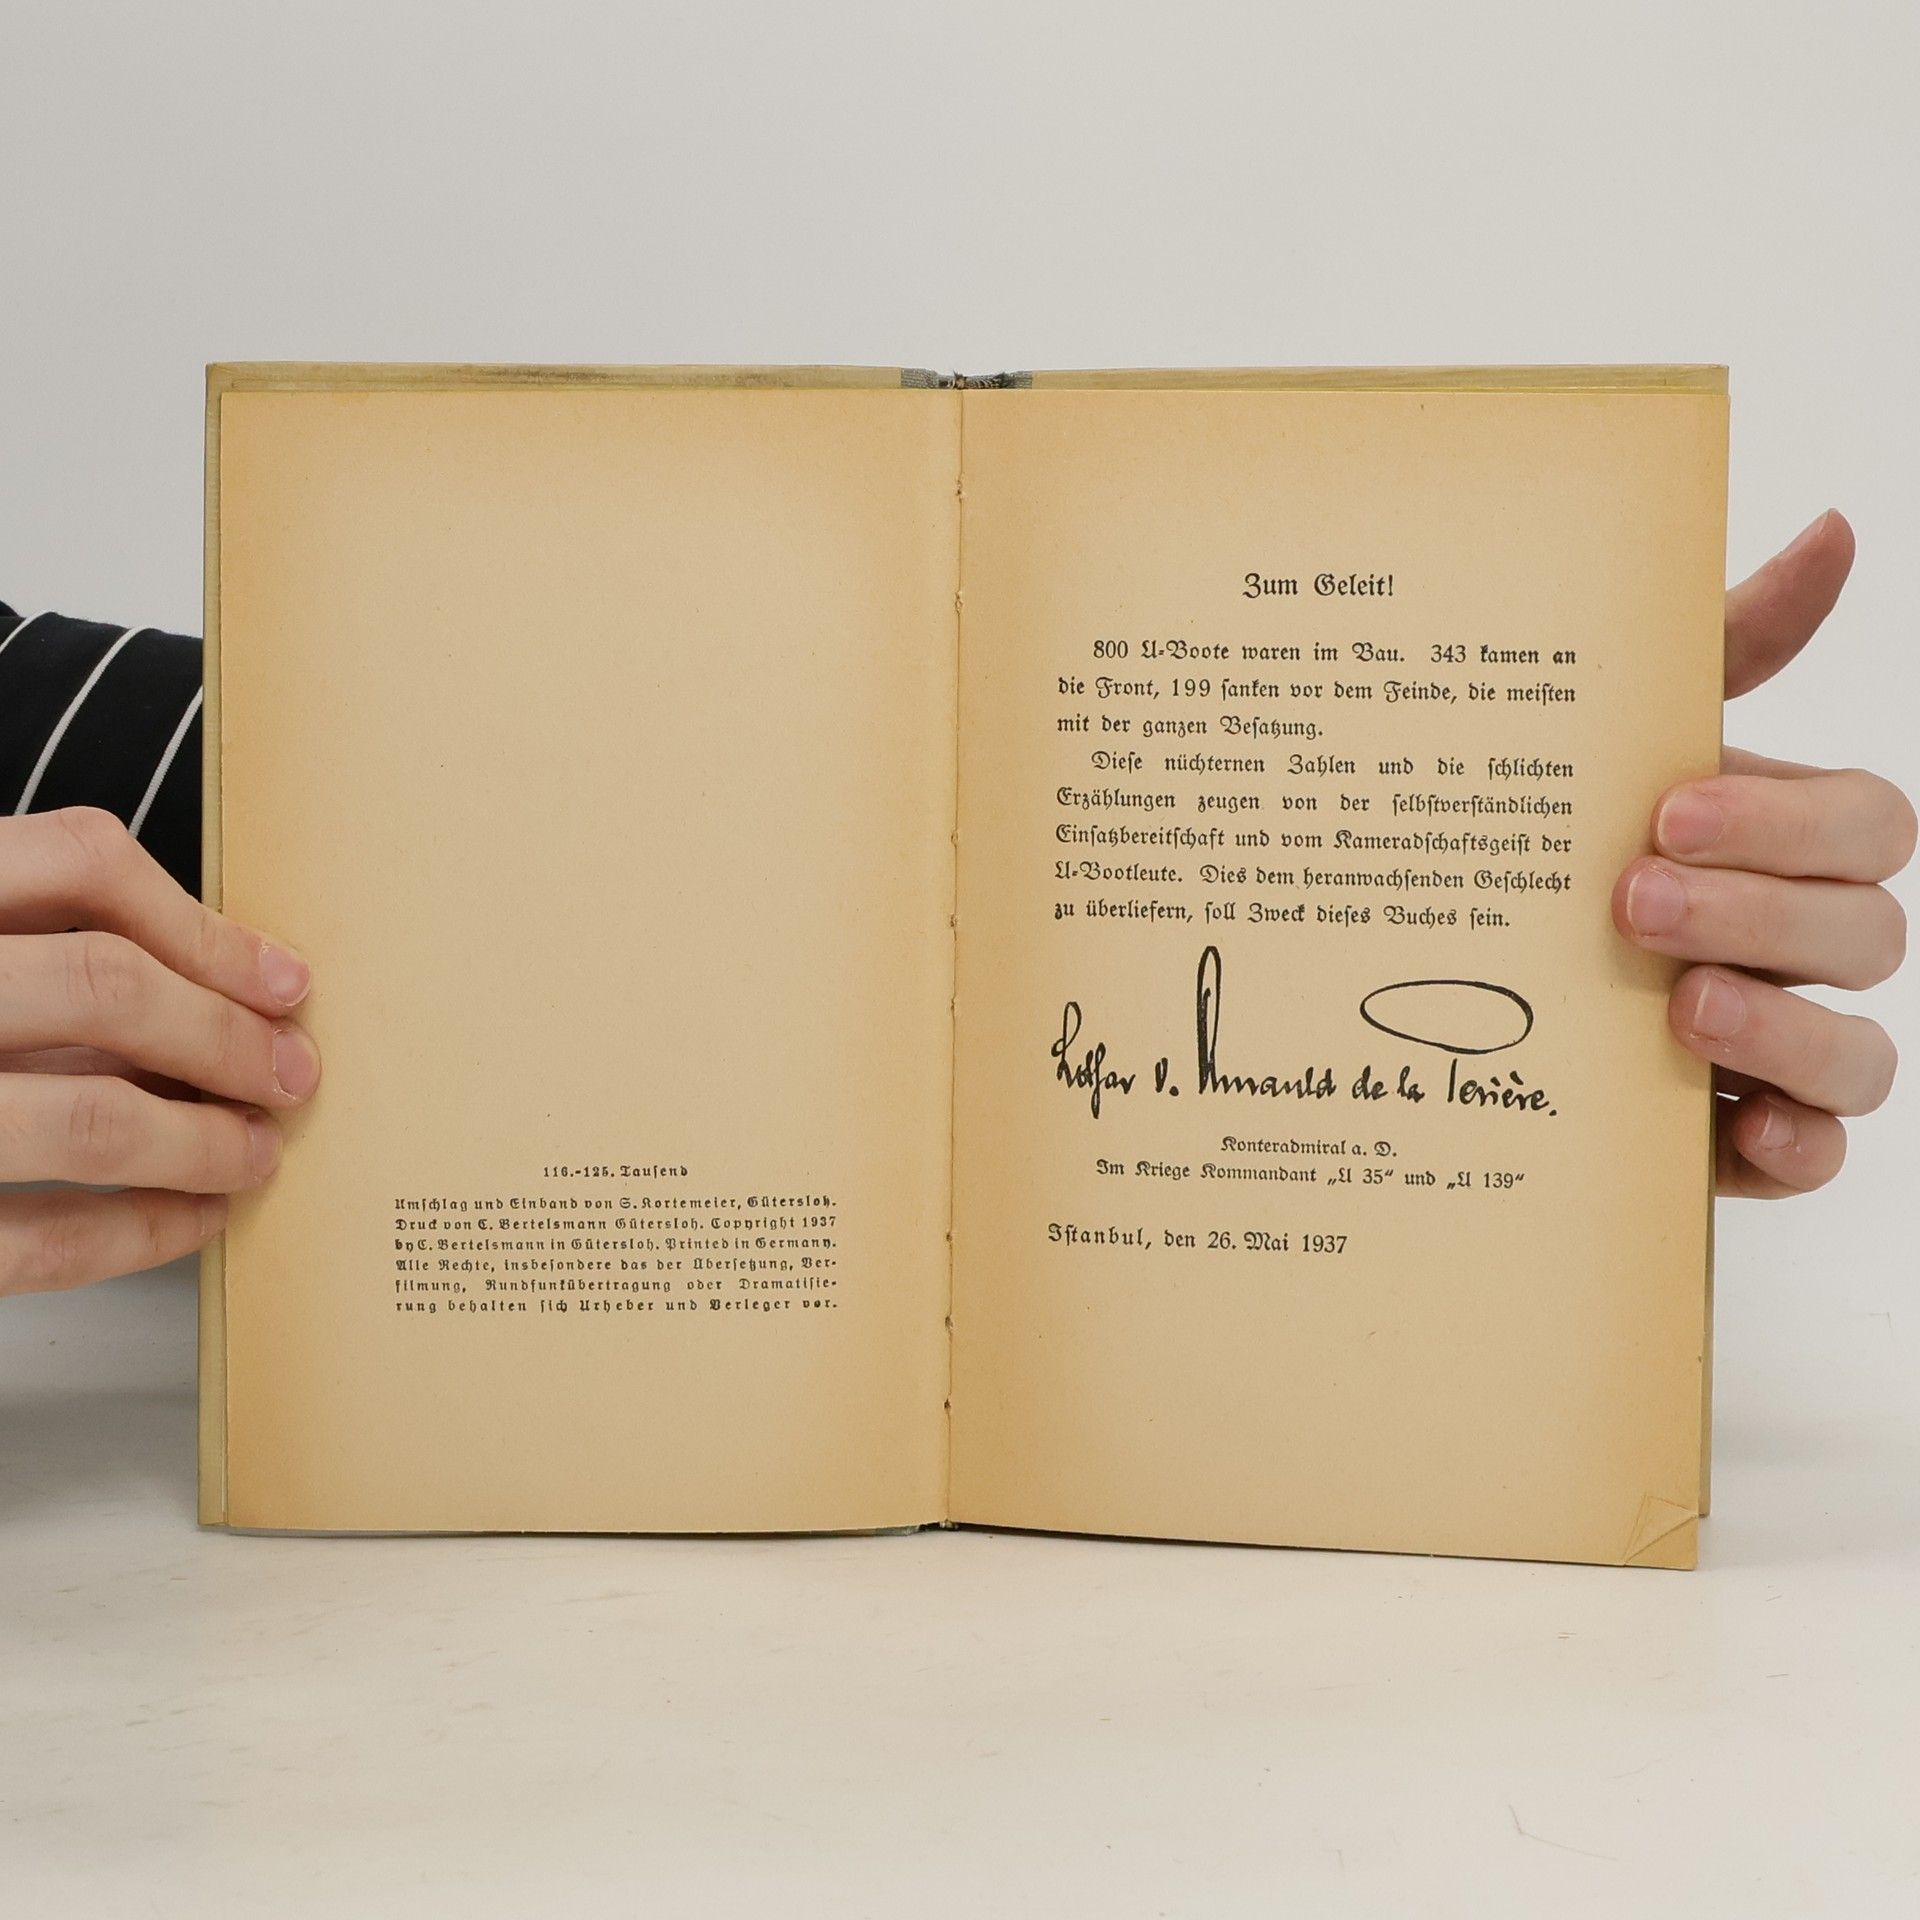 116.-125. Tauſend
Umſchlag und Einband von S. Kortemeier, Gütersloh.
Druck von C. Bertelsmann Gütersloh. Copyright 1937
by C. Bertelsmann in Gütersloh. Printed in Germany.
Alle Rechte, insbeſondere das der Überſetzung, Ver-
filmung, Rundfunkübertragung oder Dramatiſie-
rung behalten ſich Urheber und Verleger vor.
Zum Geleit!
800 U-Boote waren im Bau. 343 kamen an
die Front, 199 ſanken vor dem Feinde, die meiſten
mit der ganzen Beſatzung.
Dieſe nüchternen Zahlen und die ſchlichten
Erzählungen zeugen von der ſelbſtverſtändlichen
Einſatzbereitſchaft und vom Kameradſchaftsgeiſt der
U-Bootleute. Dies dem heranwachſenden Geſchlecht
zu überliefern, ſoll Zweck dieſes Buches ſein.
Lothar v. Arnauld de la Perière.
Konteradmiral a. D.
Im Kriege Kommandant „U 35“ und „U 139“
Iſtanbul, den 26. Mai 1937